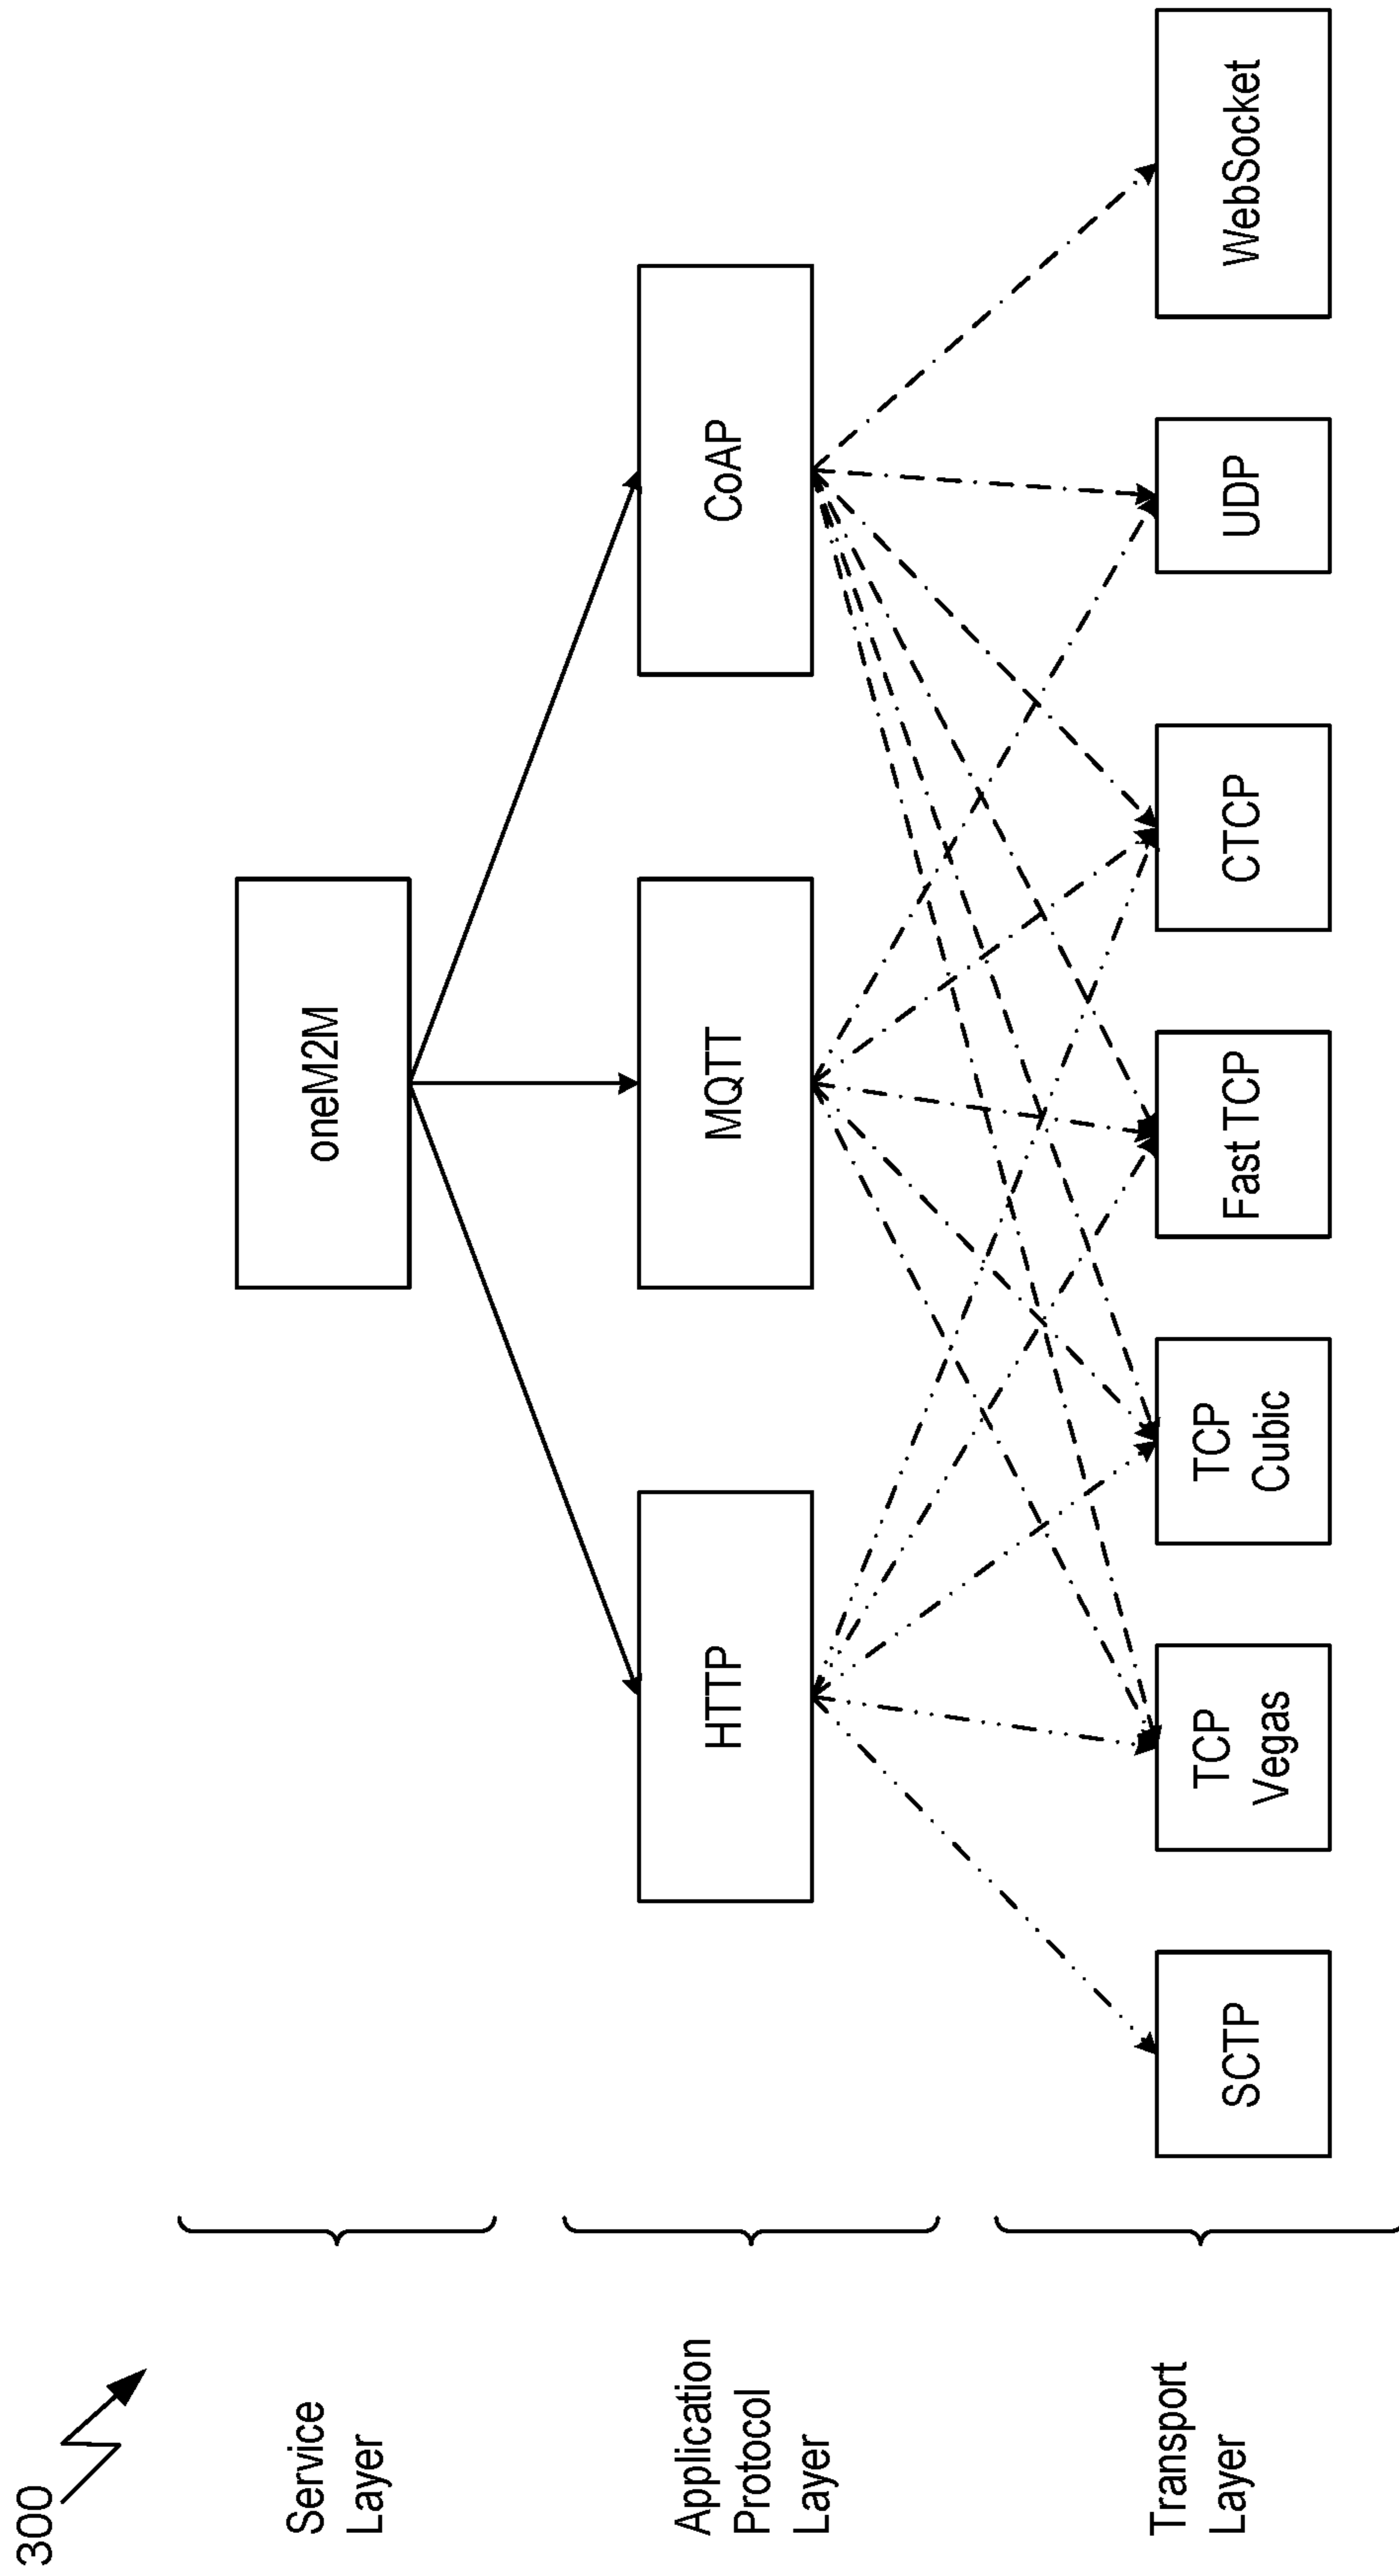 300
Service
Layer
oneM2M
Application
Protocol
Layer
HTTP
MQTT
CoAP
Transport
Layer
SCTP
TCP
Vegas
TCP
Cubic
Fast TCP
CTCP
UDP
WebSocket